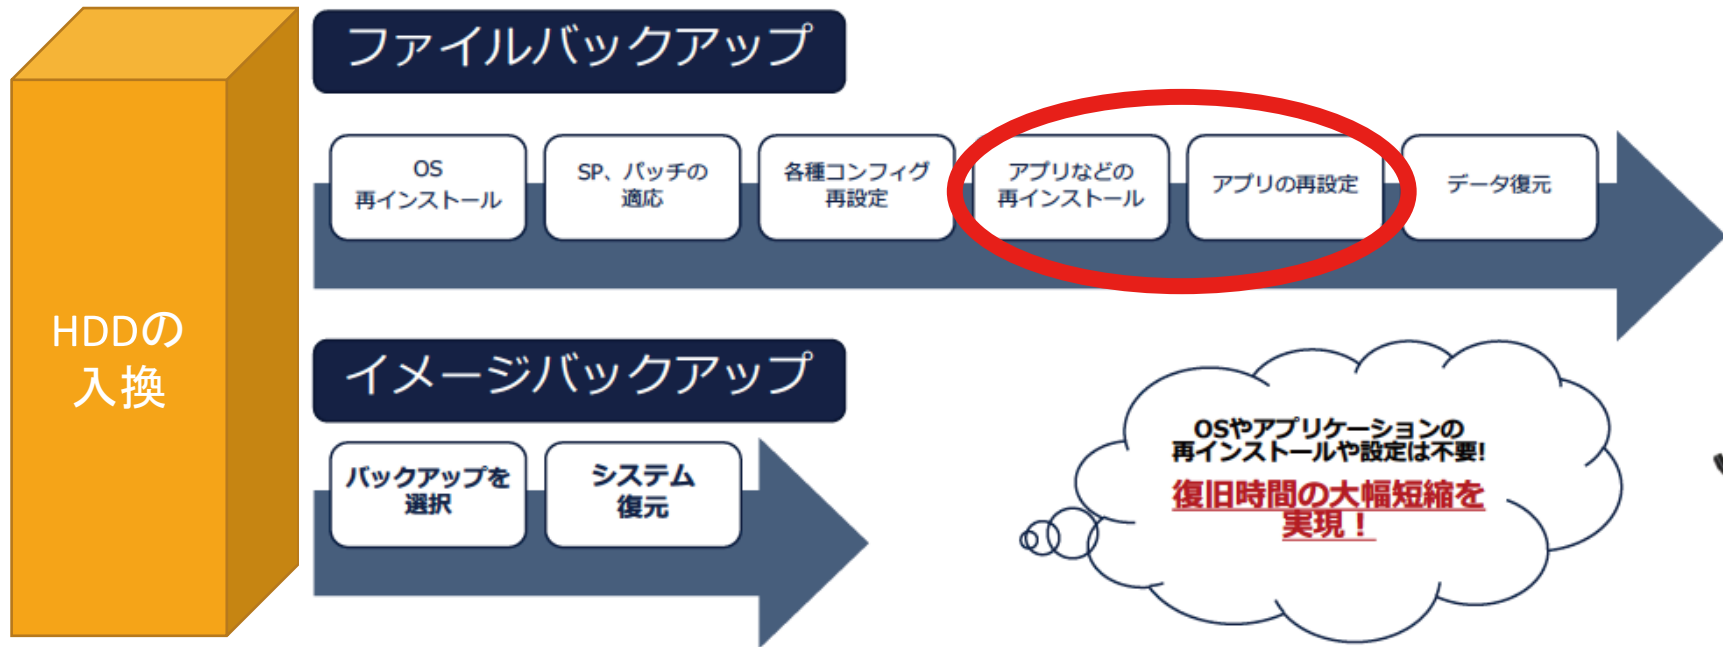 ファイルバックアップ
OS
再インストール
SP、パッチの
適応
各種コンフィグ
再設定
アプリなどの
再インストール
アプリの再設定
データ復元
HDDの
入換
イメージバックアップ
バックアップを
選択
システム
復元
OSやアプリケーションの
再インストールや設定は不要!
復旧時間の大幅短縮を
実現！